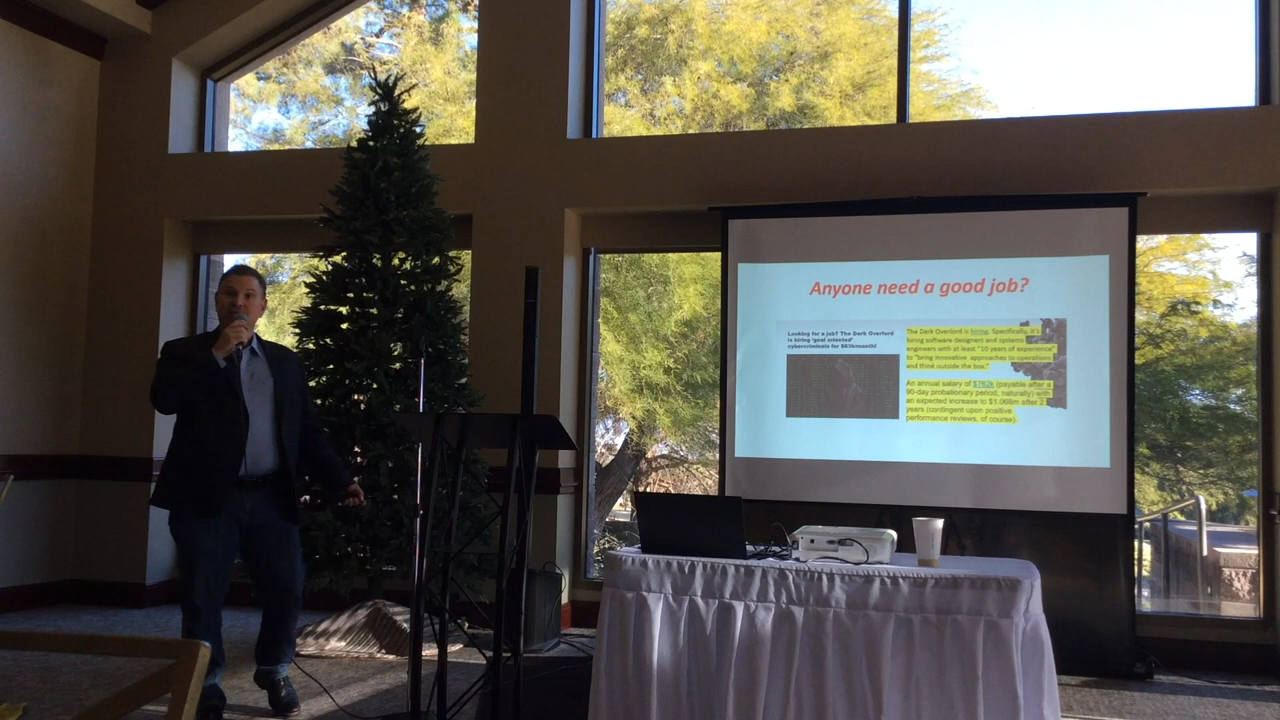 Anyone need a good job?
Looking for a job? The Dark Overlord
is hiring 'goal oriented'
cybercriminals for $63k/month!
The Dark Overlord is hiring. Specifically, it's
hiring software designers and systems
engineers with at least "10 years of experience"
to "bring innovative approaches to operations
and think outside the box."
An annual salary of $762k (payable after a
90-day probationary period, naturally) with
an expected increase to $1.068m after 2
years (contingent upon positive
performance reviews, of course).